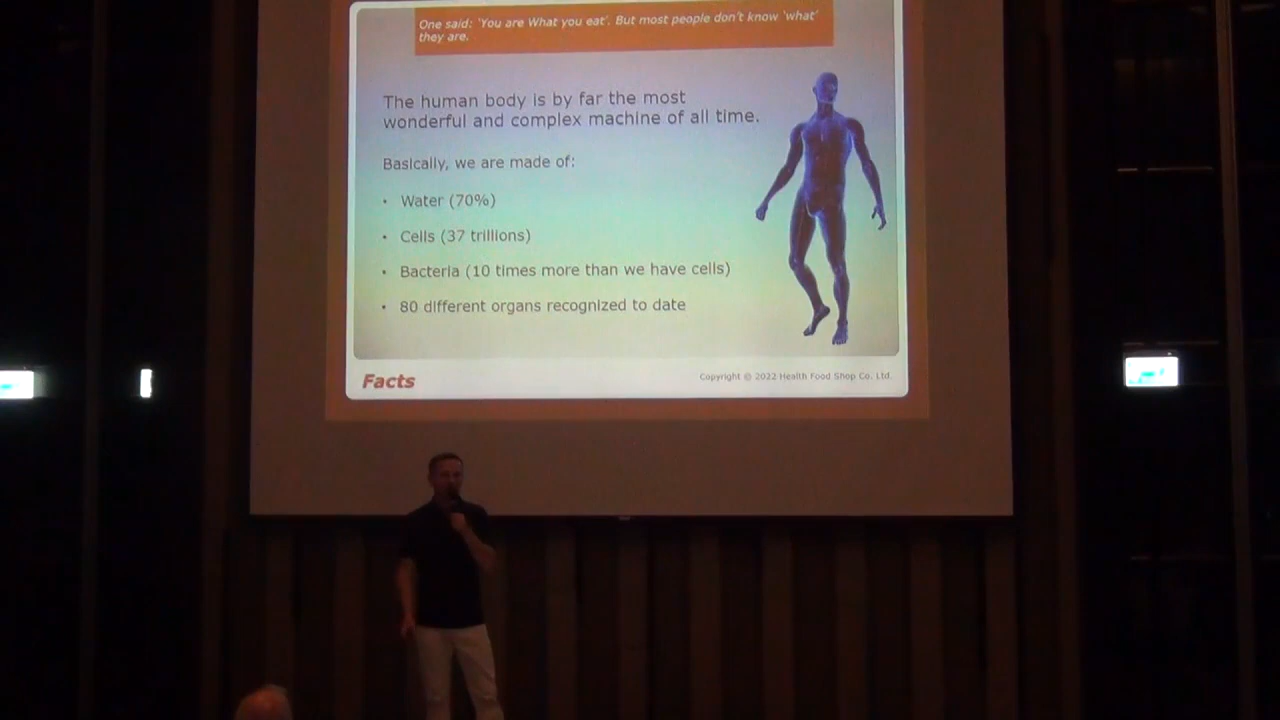 One said: 'You are What you eat'. But most people don't know 'what'
they are.
The human body is by far the most
wonderful and complex machine of all time.
Basically, we are made of:
• Water (70%)
• Cells (37 trillions)
• Bacteria (10 times more than we have cells)
• 80 different organs recognized to date
Facts
Copyright © 2022 Health Food Shop Co. Ltd.